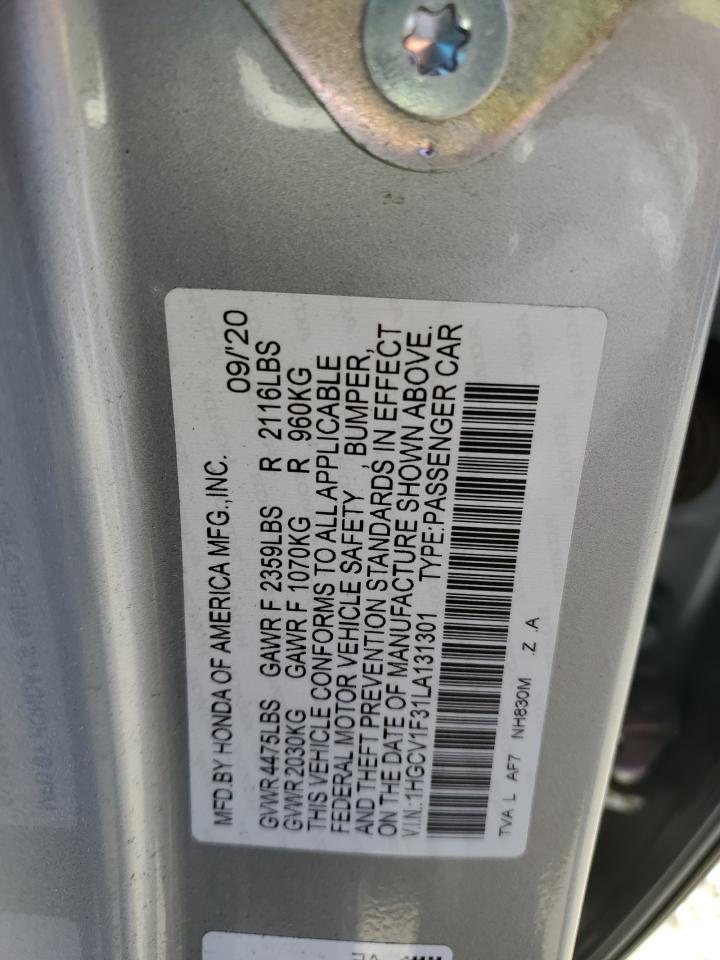 MFD.BY HONDA OF AMERICA MFG.,INC. 09/'20
GVWR 4475LBS GAWR F 2359LBS R 2116LBS
GVWR 2030KG GAWR F 1070KG R 960KG
THIS VEHICLE CONFORMS TO ALL APPLICABLE
FEDERAL MOTOR VEHICLE SAFETY , BUMPER,
AND THEFT PREVENTION STANDARDS IN EFFECT
ON THE DATE OF MANUFACTURE SHOWN ABOVE.
V.I.N.:1HGCV1F31LA131301 TYPE:PASSENGER CAR
TVA L AF7 NH830M .Z .A